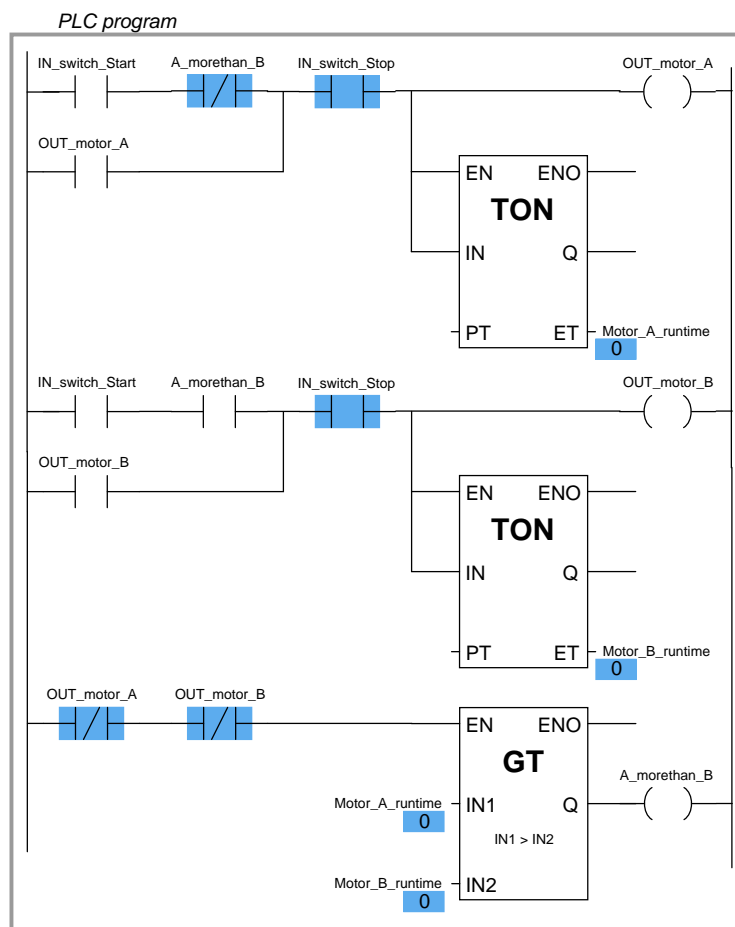 PLC program
IN_switch_Start A_morethan_B IN_switch_Stop OUT_motor_A
OUT_motor_A
EN ENO
TON
IN Q
PT ET Motor_A_runtime
0
IN_switch_Start A_morethan_B IN_switch_Stop OUT_motor_B
OUT_motor_B
EN ENO
TON
IN Q
PT ET Motor_B_runtime
0
OUT_motor_A OUT_motor_B
EN ENO
GT
A_morethan_B
Motor_A_runtime IN1 Q
0
IN1 > IN2
Motor_B_runtime IN2
0